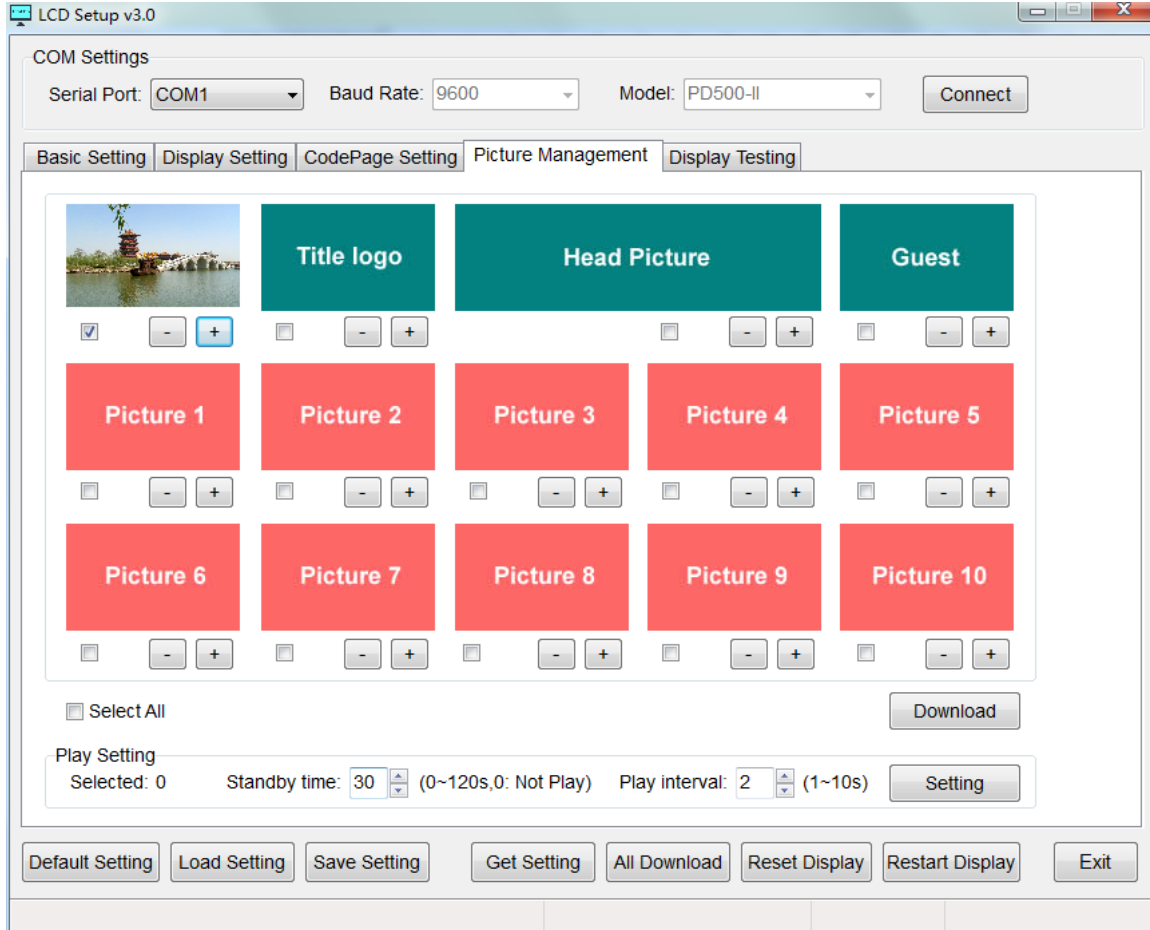 LCD Setup v3.0
COM Settings
Serial Port: COM1 Baud Rate: 9600 Model: PD500-II Connect
Basic Setting Display Setting CodePage Setting Picture Management Display Testing
Title logo Head Picture Guest
- + - + - + - +
Picture 1 Picture 2 Picture 3 Picture 4 Picture 5
- + - + - + - + - +
Picture 6 Picture 7 Picture 8 Picture 9 Picture 10
- + - + - + - + - +
Select All Download
Play Setting
Selected: 0 Standby time: 30 (0~120s,0: Not Play) Play interval: 2 (1~10s) Setting
Default Setting Load Setting Save Setting Get Setting All Download Reset Display Restart Display Exit